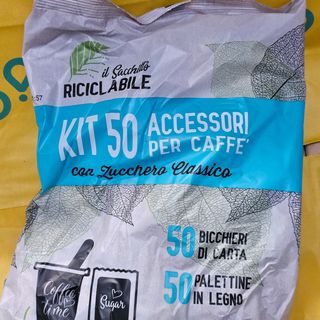 il Sacchetto
RICICLABILE
:57
KIT 50
ACCESSORI
PER CAFFE'
con Zucchero Classico
50 BICCHIERI
DI CARTA
50 PALETTINE
IN LEGNO
Coffee
time
Sugar